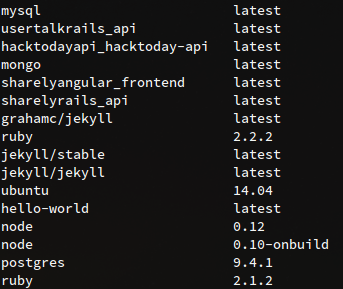 mysql latest
usertalkrails_api latest
hacktodayapi_hacktoday-api latest
mongo latest
sharelyangular_frontend latest
sharelyrails_api latest
grahamc/jekyll latest
ruby 2.2.2
jekyll/stable latest
jekyll/jekyll latest
ubuntu 14.04
hello-world latest
node 0.12
node 0.10-onbuild
postgres 9.4.1
ruby 2.1.2